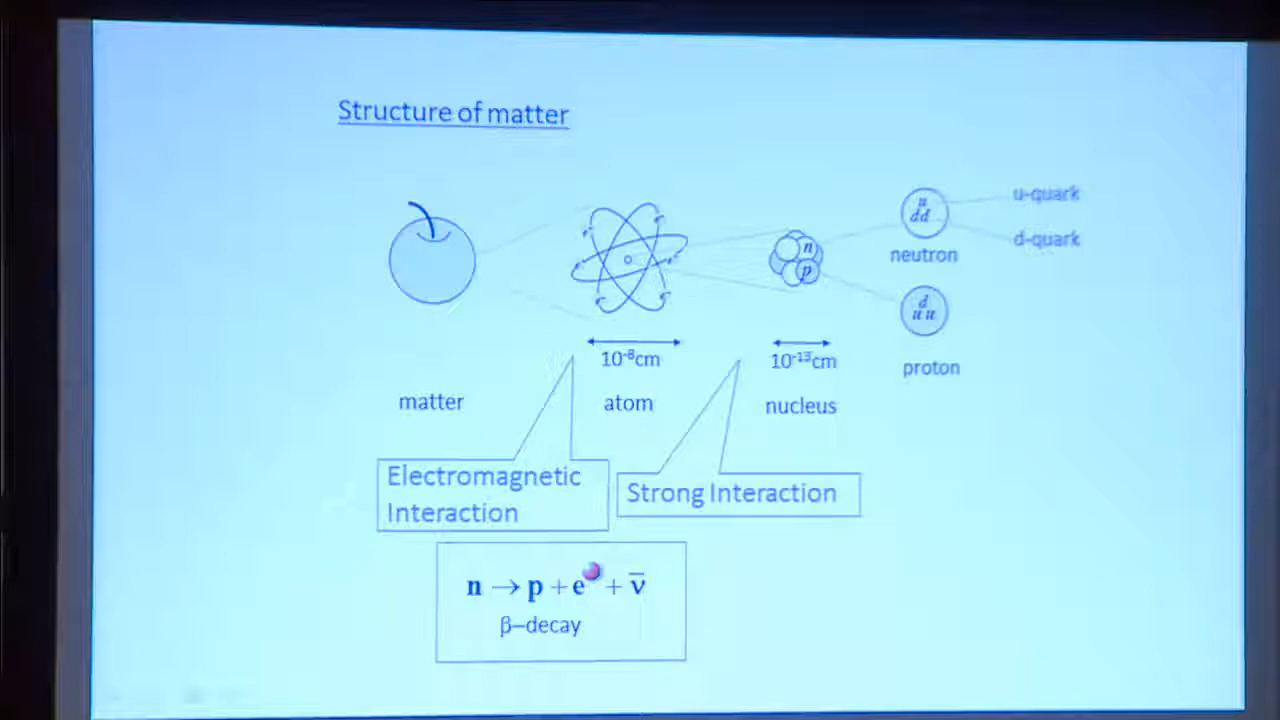 Structure of matter
u-quark
d-quark
u
dd
neutron
n
p
d
u u
proton
10⁻⁸cm
10⁻¹³cm
matter
atom
nucleus
Electromagnetic
Interaction
Strong Interaction
n → p + e + ν̄
β–decay